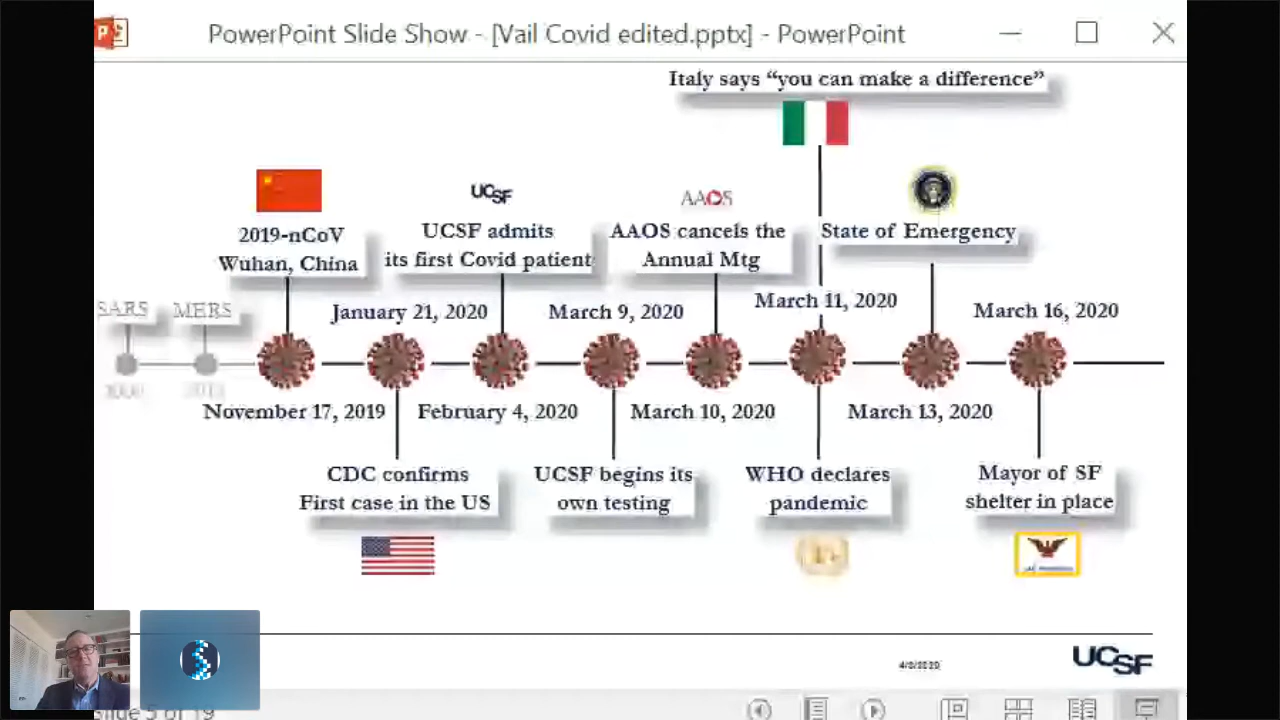 PowerPoint Slide Show - [Vail Covid edited.pptx] - PowerPoint
Italy says “you can make a difference”
UCSF
AAOS
2019-nCoV
Wuhan, China
UCSF admits
its first Covid patient
AAOS cancels the
Annual Mtg
State of Emergency
SARS
MERS
January 21, 2020
March 9, 2020
March 11, 2020
March 16, 2020
November 17, 2019
February 4, 2020
March 10, 2020
March 13, 2020
CDC confirms
First case in the US
UCSF begins its
own testing
WHO declares
pandemic
Mayor of SF
shelter in place
UCSF
Slide 5 of 19